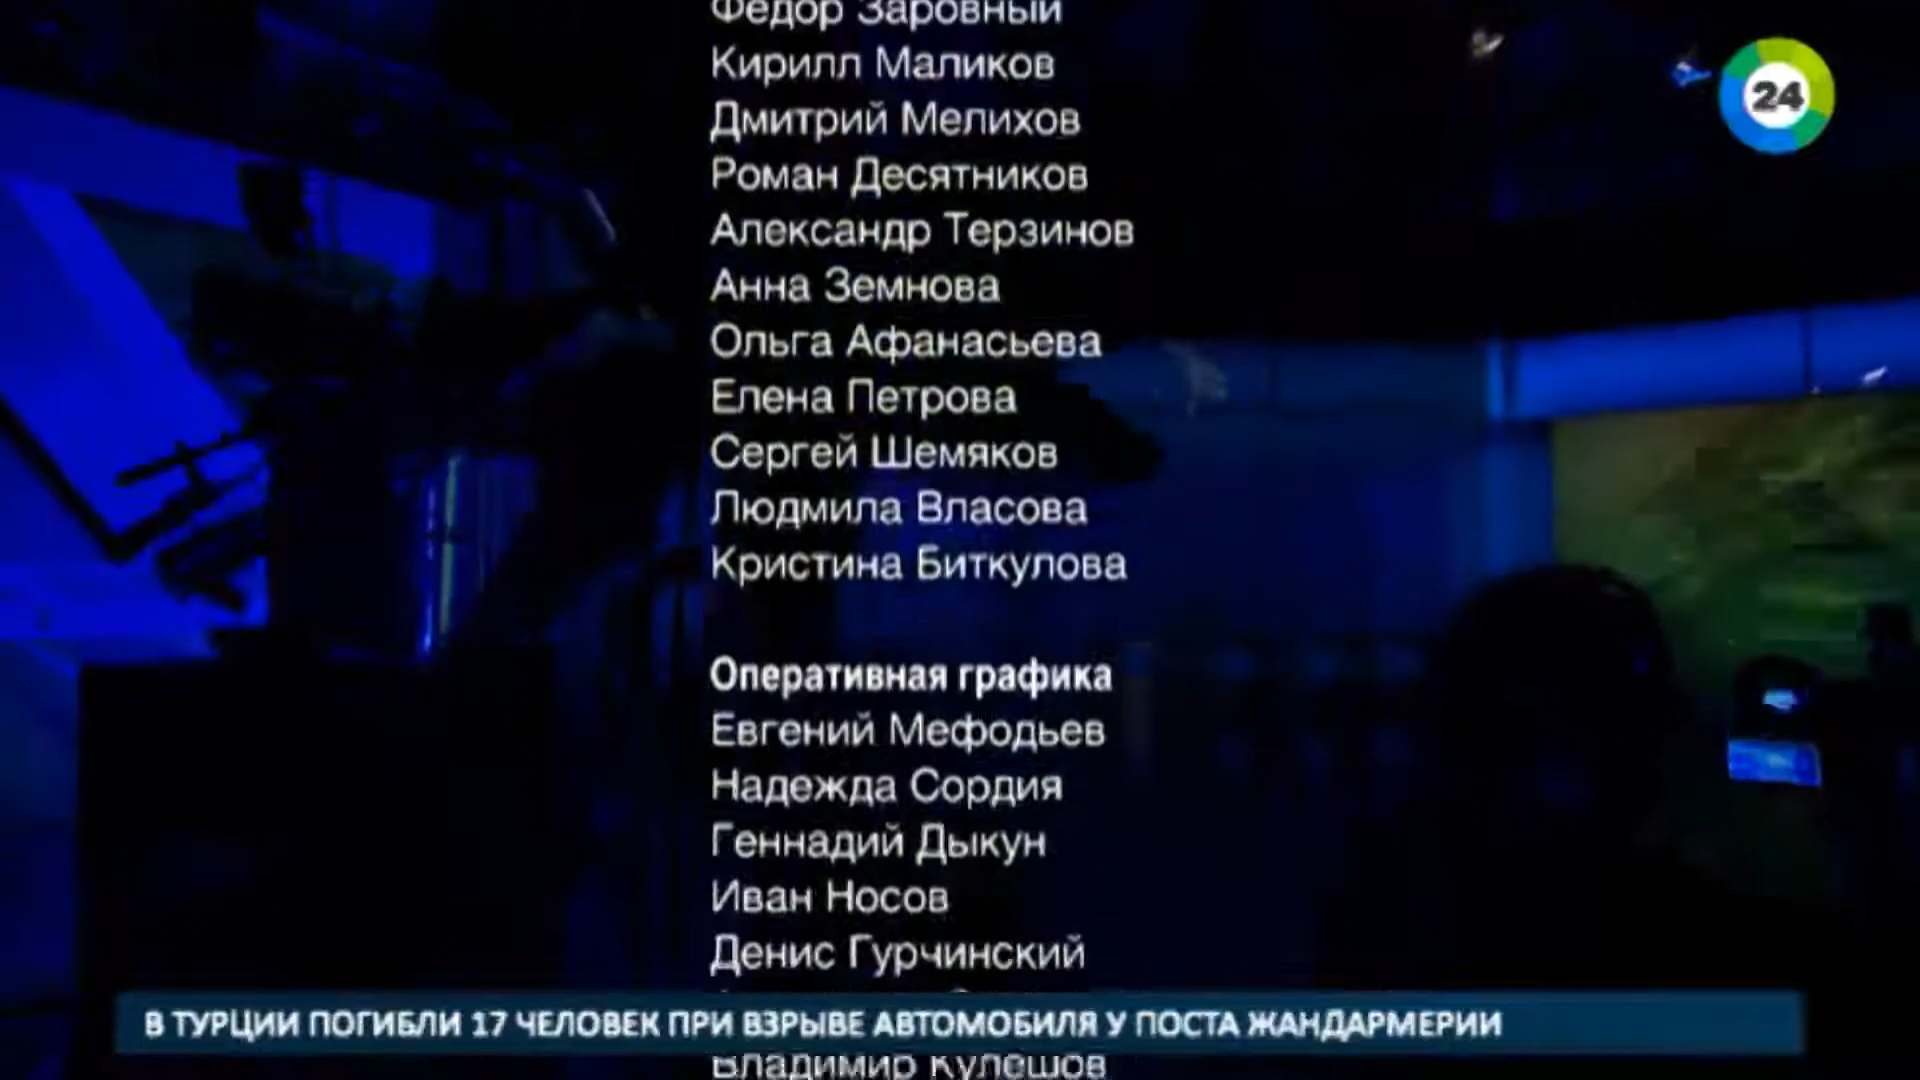 Федор Заровный
24
Кирилл Маликов
Дмитрий Мелихов
Роман Десятников
Александр Терзинов
Анна Земнова
Ольга Афанасьева
Елена Петрова
Сергей Шемяков
Людмила Власова
Кристина Биткулова
Оперативная графика
Евгений Мефодьев
Надежда Сордия
Геннадий Дыкун
Иван Носов
Денис Гурчинский
В ТУРЦИИ ПОГИБЛИ 17 ЧЕЛОВЕК ПРИ ВЗРЫВЕ АВТОМОБИЛЯ У ПОСТА ЖАНДАРМЕРИИ
Владимир Кулешов